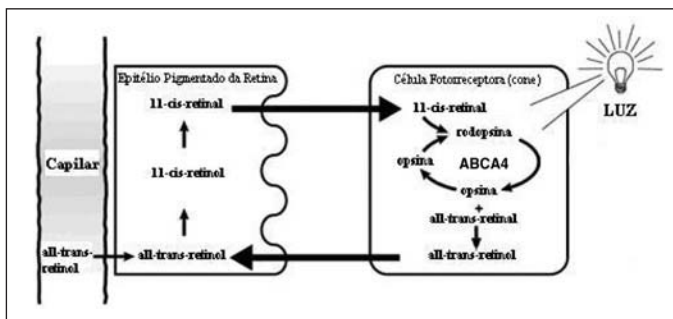 Epitélio Pigmentado da Retina
11-cis-retinal
11-cis-retinol
all-trans-retinol
Capilar
all-trans-
retinol
Célula Fotorreceptora (cone)
11-cis-retinal
rodopsina
opsina
ABCA4
opsina
+
all-trans-retinal
all-trans-retinol
LUZ